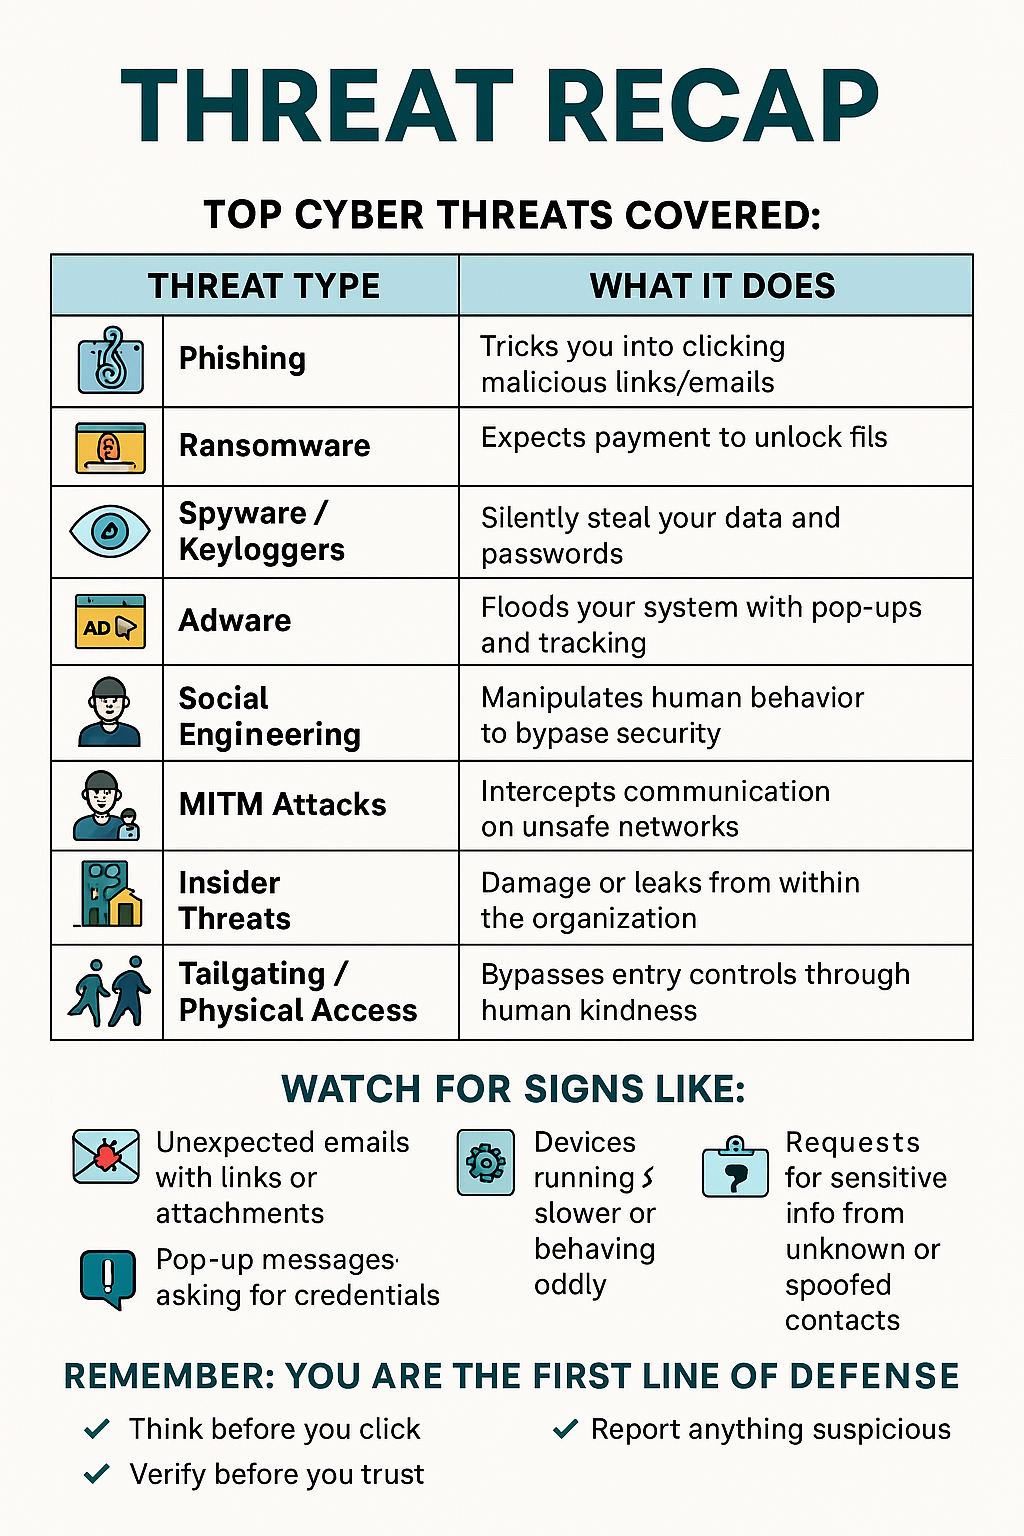 THREAT RECAP
TOP CYBER THREATS COVERED:
THREAT TYPE
WHAT IT DOES
Phishing
Tricks you into clicking
malicious links/emails
Ransomware
Expects payment to unlock fils
Spyware /
Keyloggers
Silently steal your data and
passwords
AD
Adware
Floods your system with pop-ups
and tracking
Social
Engineering
Manipulates human behavior
to bypase security
MITM Attacks
Intercepts communication
on unsafe networks
Insider
Threats
Damage or leaks from within
the organization
Tailgating /
Physical Access
Bypasses entry controls through
human kindness
WATCH FOR SIGNS LIKE:
Unexpected emails
with links or
attachments
Pop-up messages
asking for credentials
Devices
running
slower or
behaving
oddly
Requests
for sensitive
info from
unknown or
spoofed
contacts
REMEMBER: YOU ARE THE FIRST LINE OF DEFENSE
Think before you click
Verify before you trust
Report anything suspicious